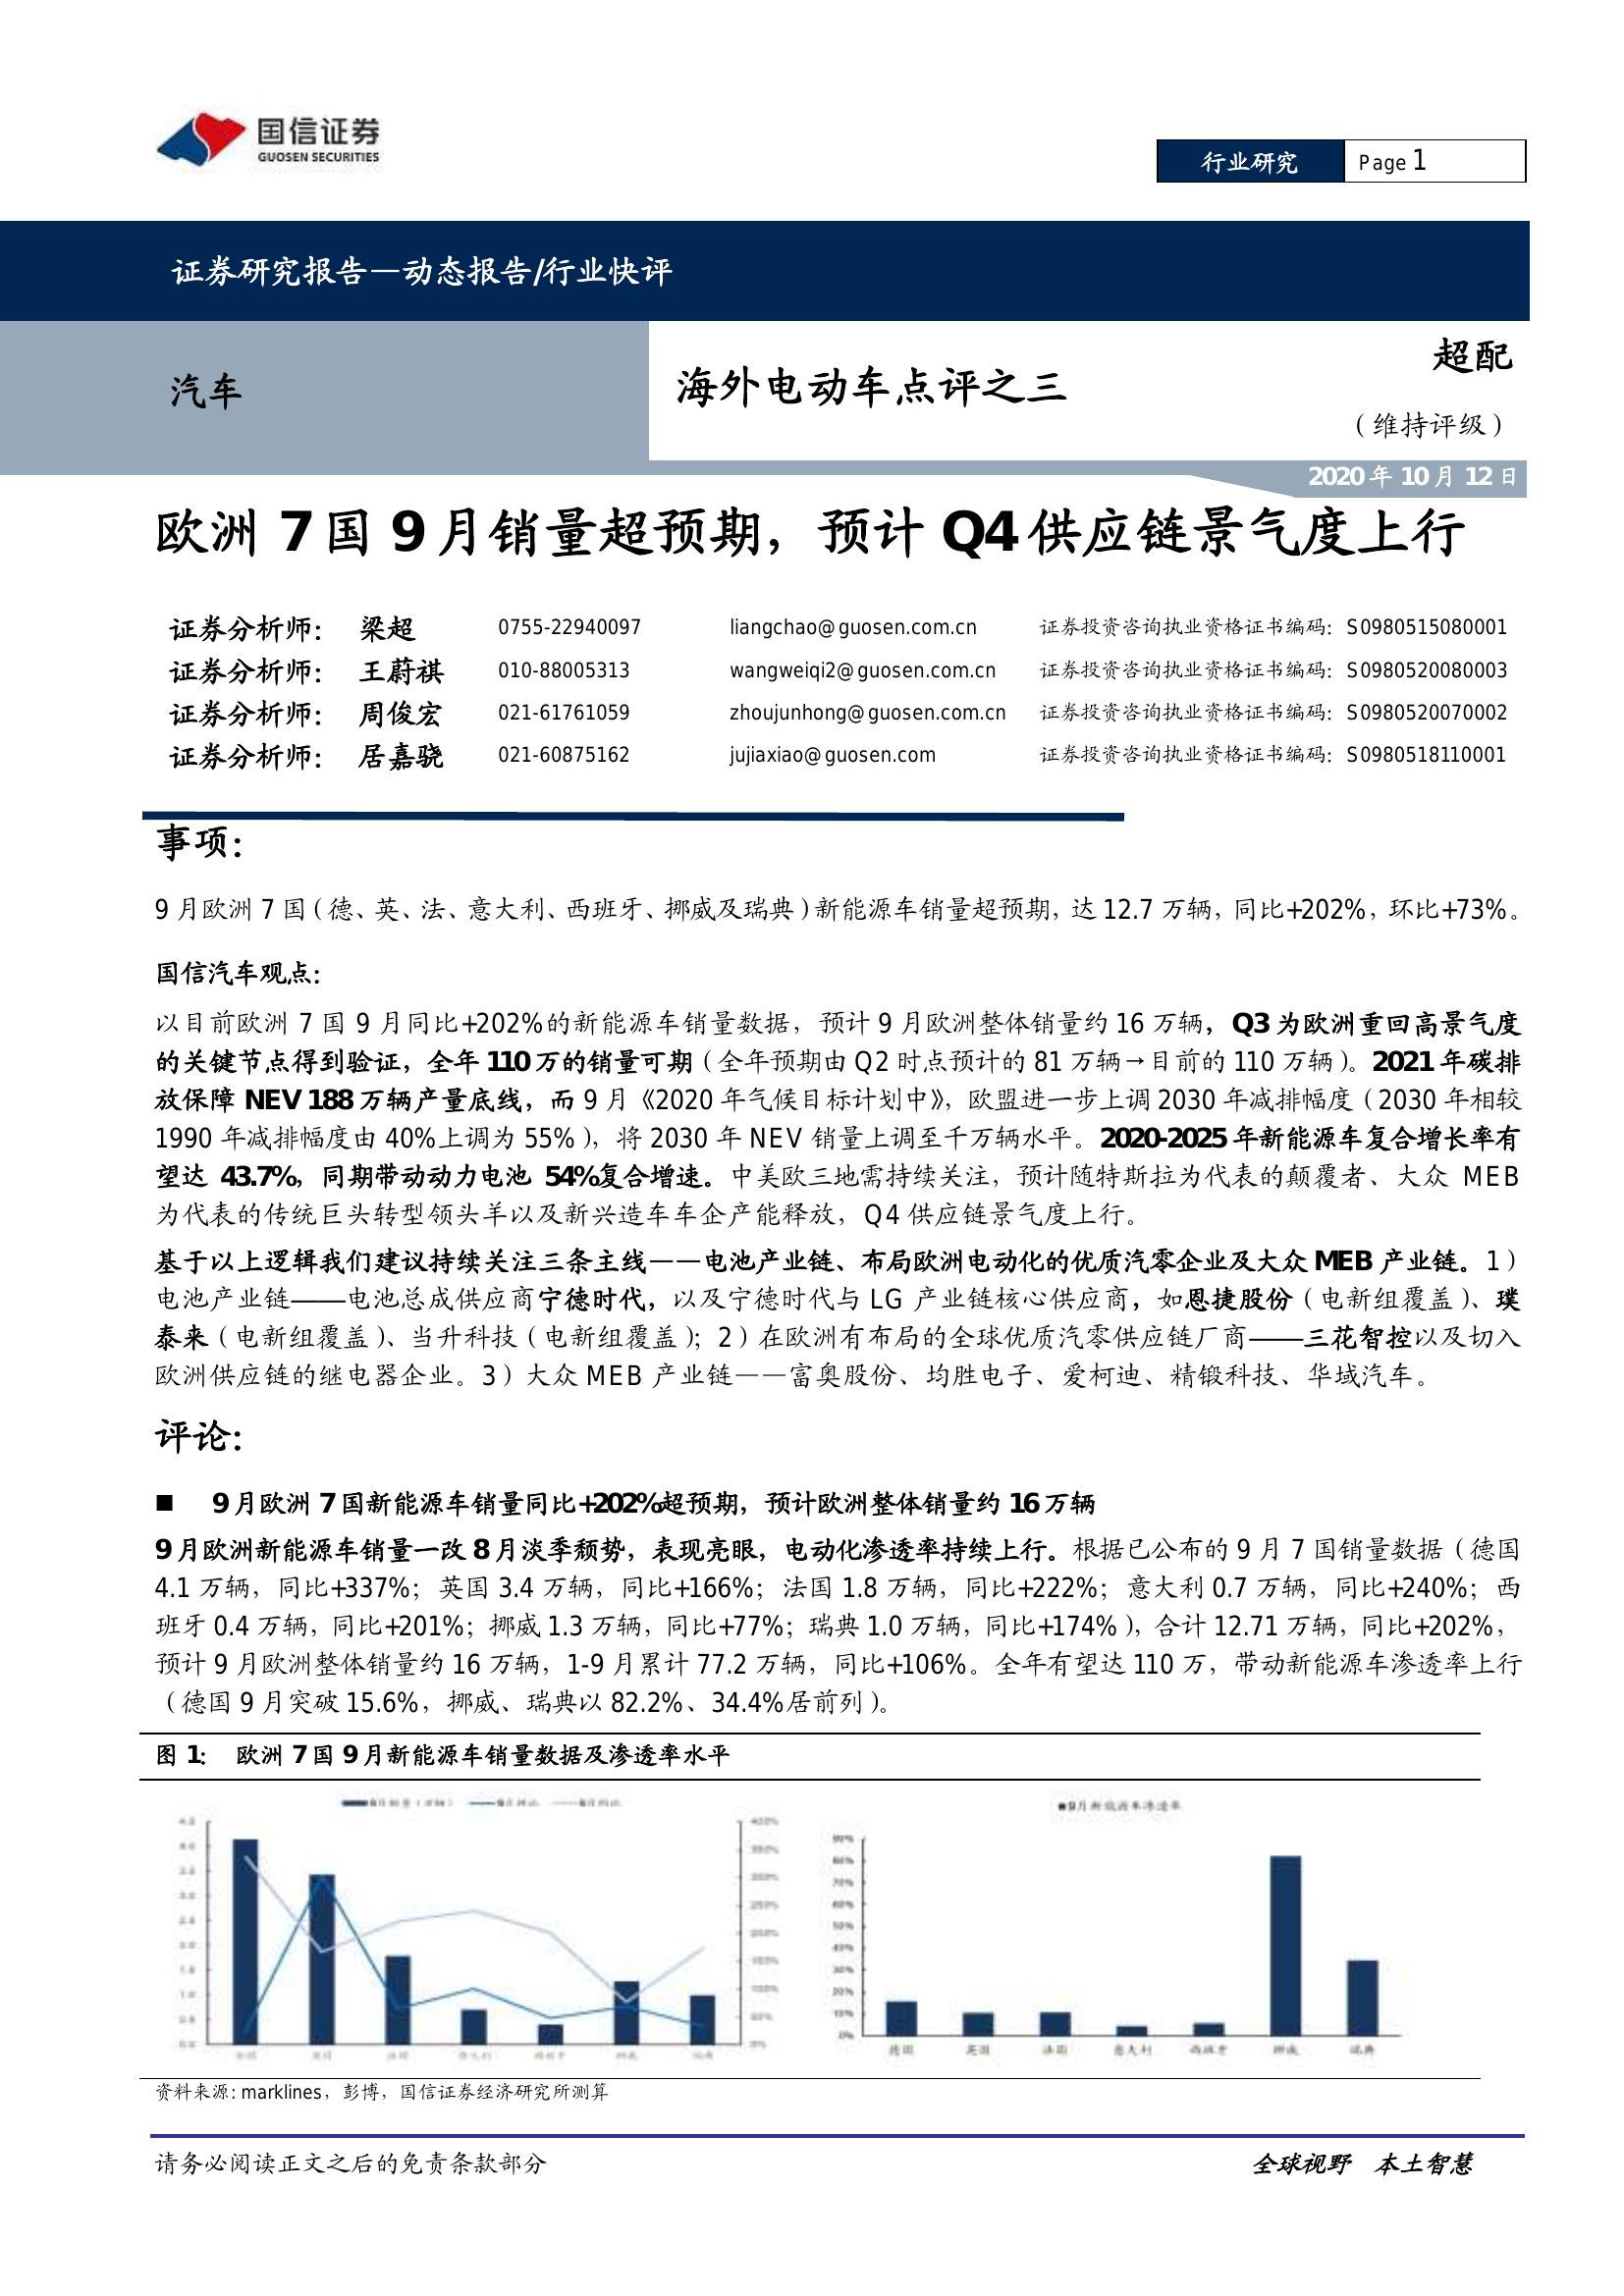 国信证券
GUOSEN SECURITIES
行业研究
Page 1
证券研究报告—动态报告/行业快评
汽车
海外电动车点评之三
超配
（维持评级）
2020年10月12日
欧洲7国9月销量超预期，预计Q4供应链景气度上行
证券分析师： 梁超 0755-22940097 liangchao@guosen.com.cn 证券投资咨询执业资格证书编码：S0980515080001
证券分析师： 王蔚祺 010-88005313 wangweiqi2@guosen.com.cn 证券投资咨询执业资格证书编码：S0980520080003
证券分析师： 周俊宏 021-61761059 zhoujunhong@guosen.com.cn 证券投资咨询执业资格证书编码：S0980520070002
证券分析师： 居嘉骁 021-60875162 jujiaxiao@guosen.com 证券投资咨询执业资格证书编码：S0980518110001
事项：
9月欧洲7国（德、英、法、意大利、西班牙、挪威及瑞典）新能源车销量超预期，达12.7万辆，同比+202%，环比+73%。
国信汽车观点：
以目前欧洲7国9月同比+202%的新能源车销量数据，预计9月欧洲整体销量约16万辆，Q3为欧洲重回高景气度
的关键节点得到验证，全年110万的销量可期（全年预期由Q2时点预计的81万辆→目前的110万辆）。2021年碳排
放保障NEV188万辆产量底线，而9月《2020年气候目标计划中》，欧盟进一步上调2030年减排幅度（2030年相较
1990年减排幅度由40%上调为55%），将2030年NEV销量上调至千万辆水平。2020-2025年新能源车复合增长率有
望达43.7%，同期带动动力电池54%复合增速。中美欧三地需持续关注，预计随特斯拉为代表的颠覆者、大众MEB
为代表的传统巨头转型领头羊以及新兴造车车企产能释放，Q4供应链景气度上行。
基于以上逻辑我们建议持续关注三条主线——电池产业链、布局欧洲电动化的优质汽零企业及大众MEB产业链。1）
电池产业链——电池总成供应商宁德时代，以及宁德时代与LG产业链核心供应商，如恩捷股份（电新组覆盖）、璞
泰来（电新组覆盖）、当升科技（电新组覆盖）；2）在欧洲有布局的全球优质汽零供应链厂商——三花智控以及切入
欧洲供应链的继电器企业。3）大众MEB产业链——富奥股份、均胜电子、爱柯迪、精锻科技、华域汽车。
评论：
■ 9月欧洲7国新能源车销量同比+202%超预期，预计欧洲整体销量约16万辆
9月欧洲新能源车销量一改8月淡季颓势，表现亮眼，电动化渗透率持续上行。根据已公布的9月7国销量数据（德国
4.1万辆，同比+337%；英国3.4万辆，同比+166%；法国1.8万辆，同比+222%；意大利0.7万辆，同比+240%；西
班牙0.4万辆，同比+201%；挪威1.3万辆，同比+77%；瑞典1.0万辆，同比+174%），合计12.71万辆，同比+202%，
预计9月欧洲整体销量约16万辆，1-9月累计77.2万辆，同比+106%。全年有望达110万，带动新能源车渗透率上行
（德国9月突破15.6%，挪威、瑞典以82.2%、34.4%居前列）。
图1： 欧洲7国9月新能源车销量数据及渗透率水平
■9月新能源车渗透率
90%
80%
70%
60%
50%
40%
30%
20%
10%
0%
德国 英国 法国 意大利 西班牙 挪威 瑞典
资料来源：marklines，彭博，国信证券经济研究所测算
请务必阅读正文之后的免责条款部分
全球视野 本土智慧